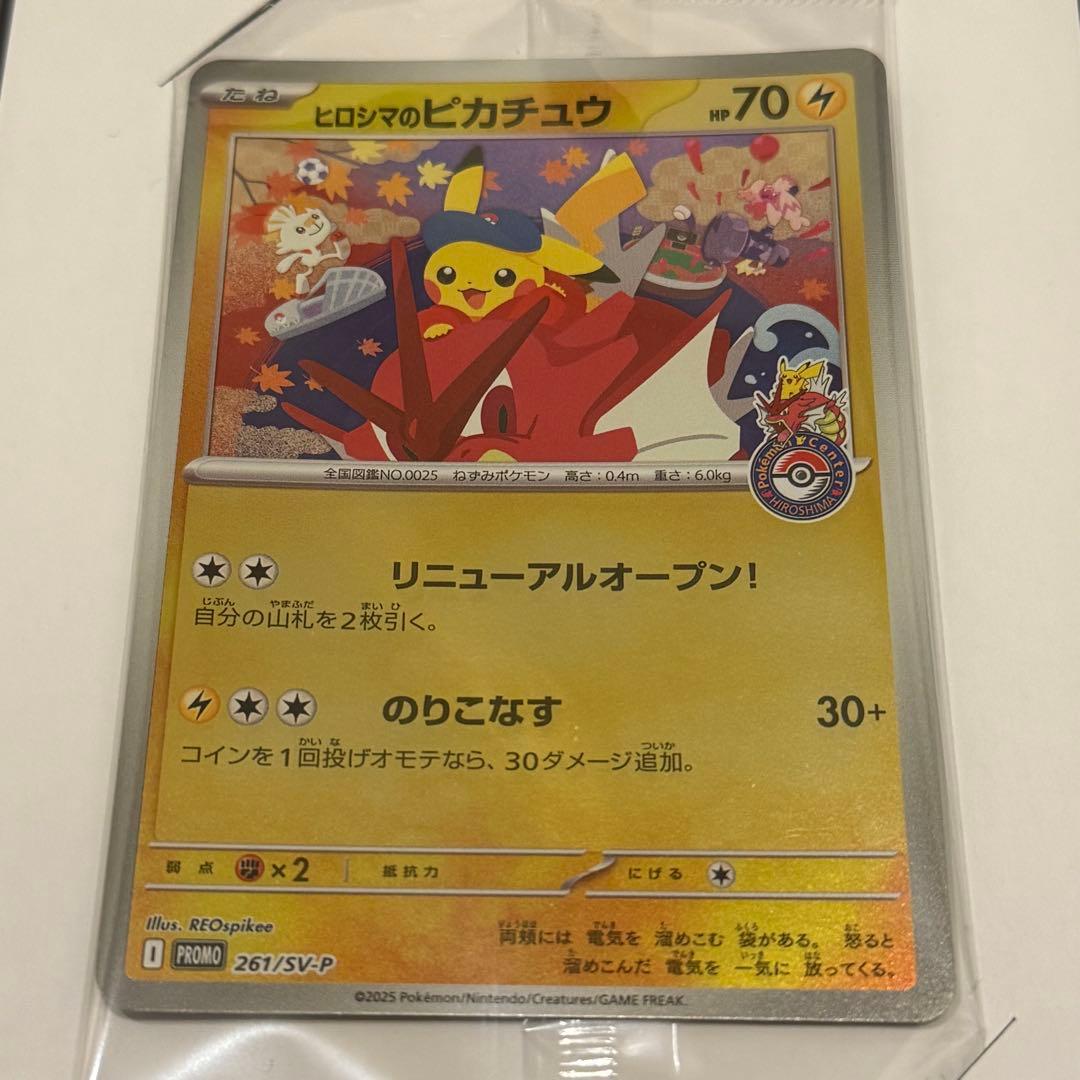 たね
ヒロシマのピカチュウ
HP70
Pokémon Center
HIROSHIMA
全国図鑑NO.0025 ねずみポケモン 高さ:0.4m 重さ:6.0kg
リニューアルオープン!
自分の山札を2枚引く。
のりこなす 30+
コインを1回投げオモテなら、30ダメージ追加。
弱点 ×2 抵抗力 にげる
Illus. REOspikee
両頬には 電気を 溜めこむ 袋がある。 怒ると
溜めこんだ 電気を 一気に 放ってくる。
I PROMO 261/SV-P
©2025 Pokémon/Nintendo/Creatures/GAME FREAK.